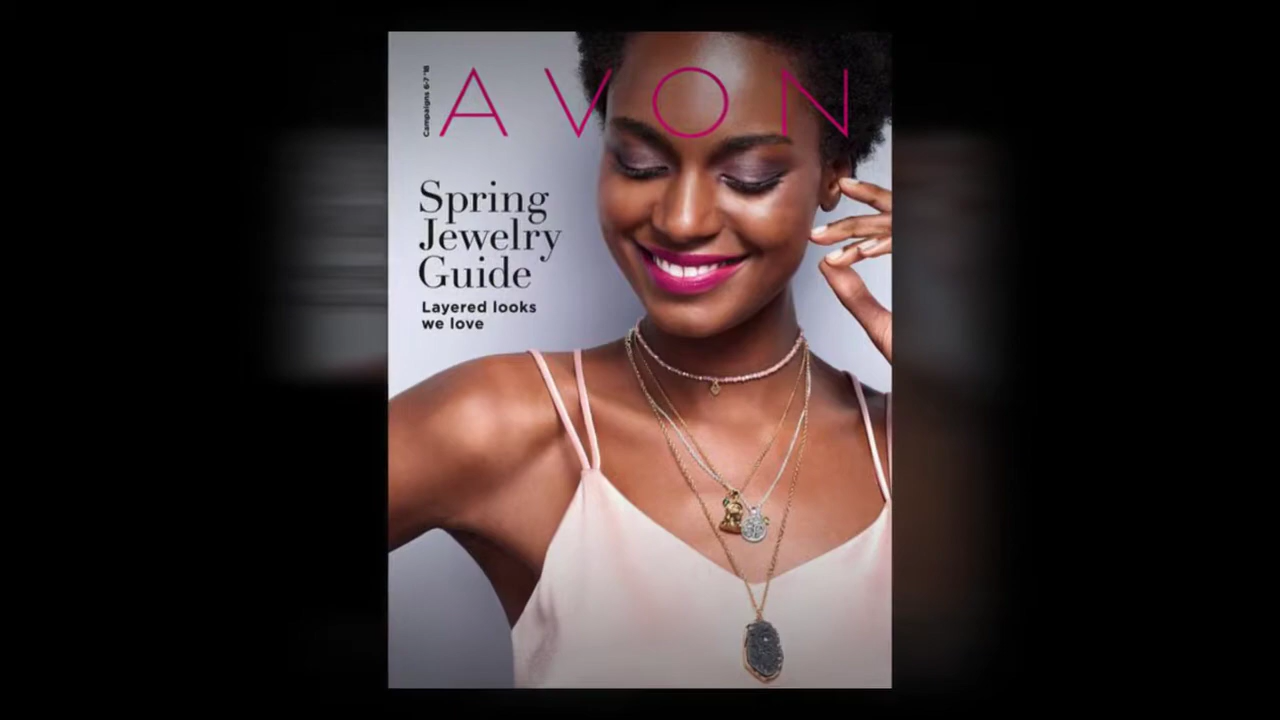 Campaigns 6-7 '18
AVON
Spring
Jewelry
Guide
Layered looks
we love